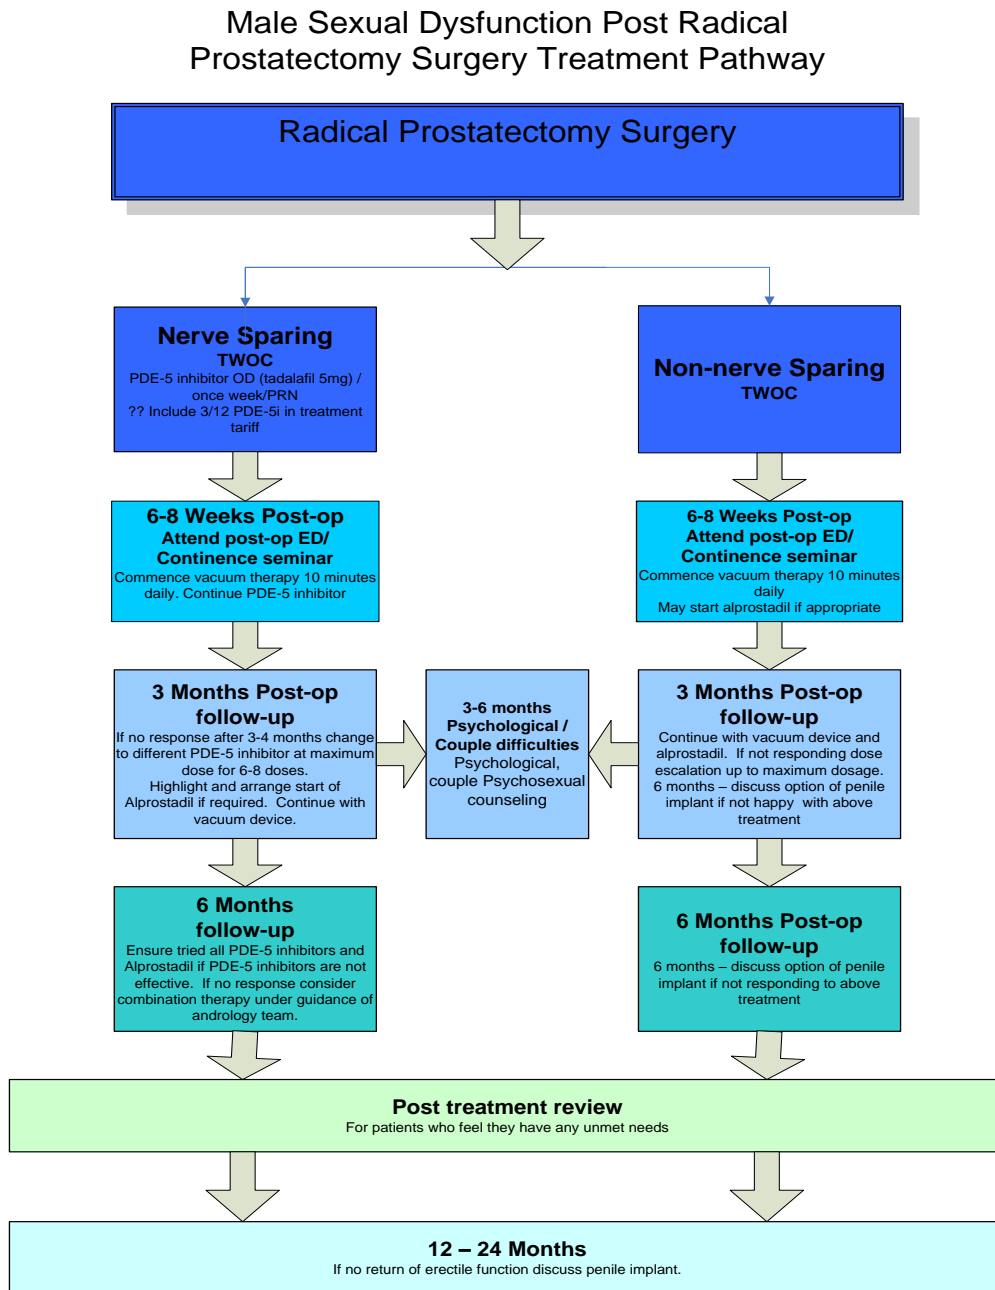 Male Sexual Dysfunction Post Radical
Prostatectomy Surgery Treatment Pathway
Radical Prostatectomy Surgery
Nerve Sparing
TWOC
PDE-5 inhibitor OD (tadalafil 5mg) /
once week/PRN
?? Include 3/12 PDE-5i in treatment
tariff
Non-nerve Sparing
TWOC
6-8 Weeks Post-op
Attend post-op ED/
Continence seminar
Commence vacuum therapy 10 minutes
daily. Continue PDE-5 inhibitor
6-8 Weeks Post-op
Attend post-op ED/
Continence seminar
Commence vacuum therapy 10 minutes
daily
May start alprostadil if appropriate
3 Months Post-op
follow-up
If no response after 3-4 months change
to different PDE-5 inhibitor at maximum
dose for 6-8 doses.
Highlight and arrange start of
Alprostadil if required.  Continue with
vacuum device.
3-6 months
Psychological /
Couple difficulties
Psychological,
couple Psychosexual
counseling
3 Months Post-op
follow-up
Continue with vacuum device and
alprostadil.  If not responding dose
escalation up to maximum dosage.
6 months – discuss option of penile
implant if not happy  with above
treatment
6 Months
follow-up
Ensure tried all PDE-5 inhibitors and
Alprostadil if PDE-5 inhibitors are not
effective.  If no response consider
combination therapy under guidance of
andrology team.
6 Months Post-op
follow-up
6 months – discuss option of penile
implant if not responding to above
treatment
Post treatment review
For patients who feel they have any unmet needs
12 – 24 Months
If no return of erectile function discuss penile implant.